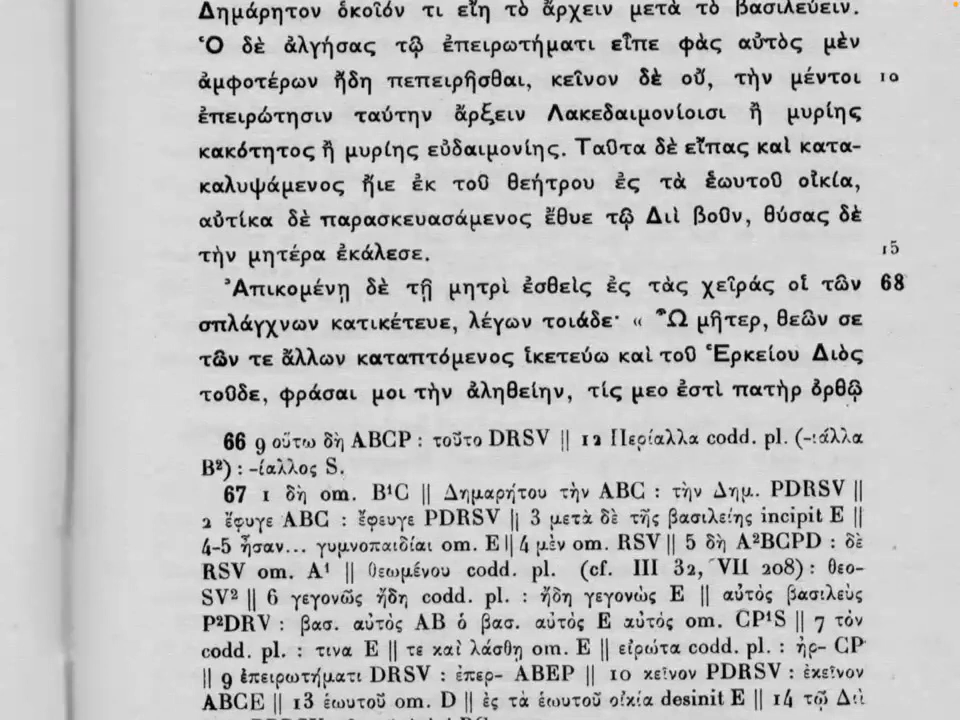 Δημάρητον ὁκοῖόν τι εἴη τὸ ἄρχειν μετὰ τὸ βασιλεύειν.
Ὁ δὲ ἀλγήσας τῷ ἐπειρωτήματι εἶπε φὰς αὐτὸς μὲν
ἀμφοτέρων ἤδη πεπειρῆσθαι, κεῖνον δὲ οὔ, τὴν μέντοι 10
ἐπειρώτησιν ταύτην ἄρξειν Λακεδαιμονίοισι ἢ μυρίης
κακότητος ἢ μυρίης εὐδαιμονίης. Ταῦτα δὲ εἴπας καὶ κατα-
καλυψάμενος ἤιε ἐκ τοῦ θεήτρου ἐς τὰ ἑωυτοῦ οἰκία,
αὐτίκα δὲ παρασκευασάμενος ἔθυε τῷ Διὶ βοῦν, θύσας δὲ
τὴν μητέρα ἐκάλεσε. 15
Ἀπικομένῃ δὲ τῇ μητρὶ ἐσθεὶς ἐς τὰς χεῖράς οἱ τῶν 68
σπλάγχνων κατικέτευε, λέγων τοιάδε· « Ὦ μῆτερ, θεῶν σε
τῶν τε ἄλλων καταπτόμενος ἱκετεύω καὶ τοῦ Ἑρκείου Διὸς
τοῦδε, φράσαι μοι τὴν ἀληθείην, τίς μεο ἐστὶ πατὴρ ὀρθῷ
66 9 οὕτω δὴ ABCP : τοῦτο DRSV || 12 Περίαλλα codd. pl. (-ιάλλα
B²) : -ίαλλος S.
67 1 δὴ om. B¹C || Δημαρήτου τὴν ABC : τὴν Δημ. PDRSV ||
2 ἔφυγε ABC : ἔφευγε PDRSV || 3 μετὰ δὲ τῆς βασιλείης incipit E ||
4-5 ἦσαν... γυμνοπαιδίαι om. E || 4 μὲν om. RSV || 5 δὴ A²BCPD : δὲ
RSV om. A¹ || θεωμένου codd. pl. (cf. III 32, VII 208) : θεο-
SV² || 6 γεγονὼς ἤδη codd. pl. : ἤδη γεγονὼς E || αὐτὸς βασιλεὺς
P²DRV : βασ. αὐτὸς AB ὁ βασ. αὐτὸς E αὐτὸς om. CP¹S || 7 τὸν
codd. pl. : τινα E || τε καὶ λάσθη om. E || εἰρώτα codd. pl. : ἠρ- CP
|| 9 ἐπειρωτήματι DRSV : ἐπερ- ABEP || 10 κεῖνον PDRSV : ἐκεῖνον
ABCE || 13 ἑωυτοῦ om. D || ἐς τὰ ἑωυτοῦ οἰκία desinit E || 14 τῷ Διὶ